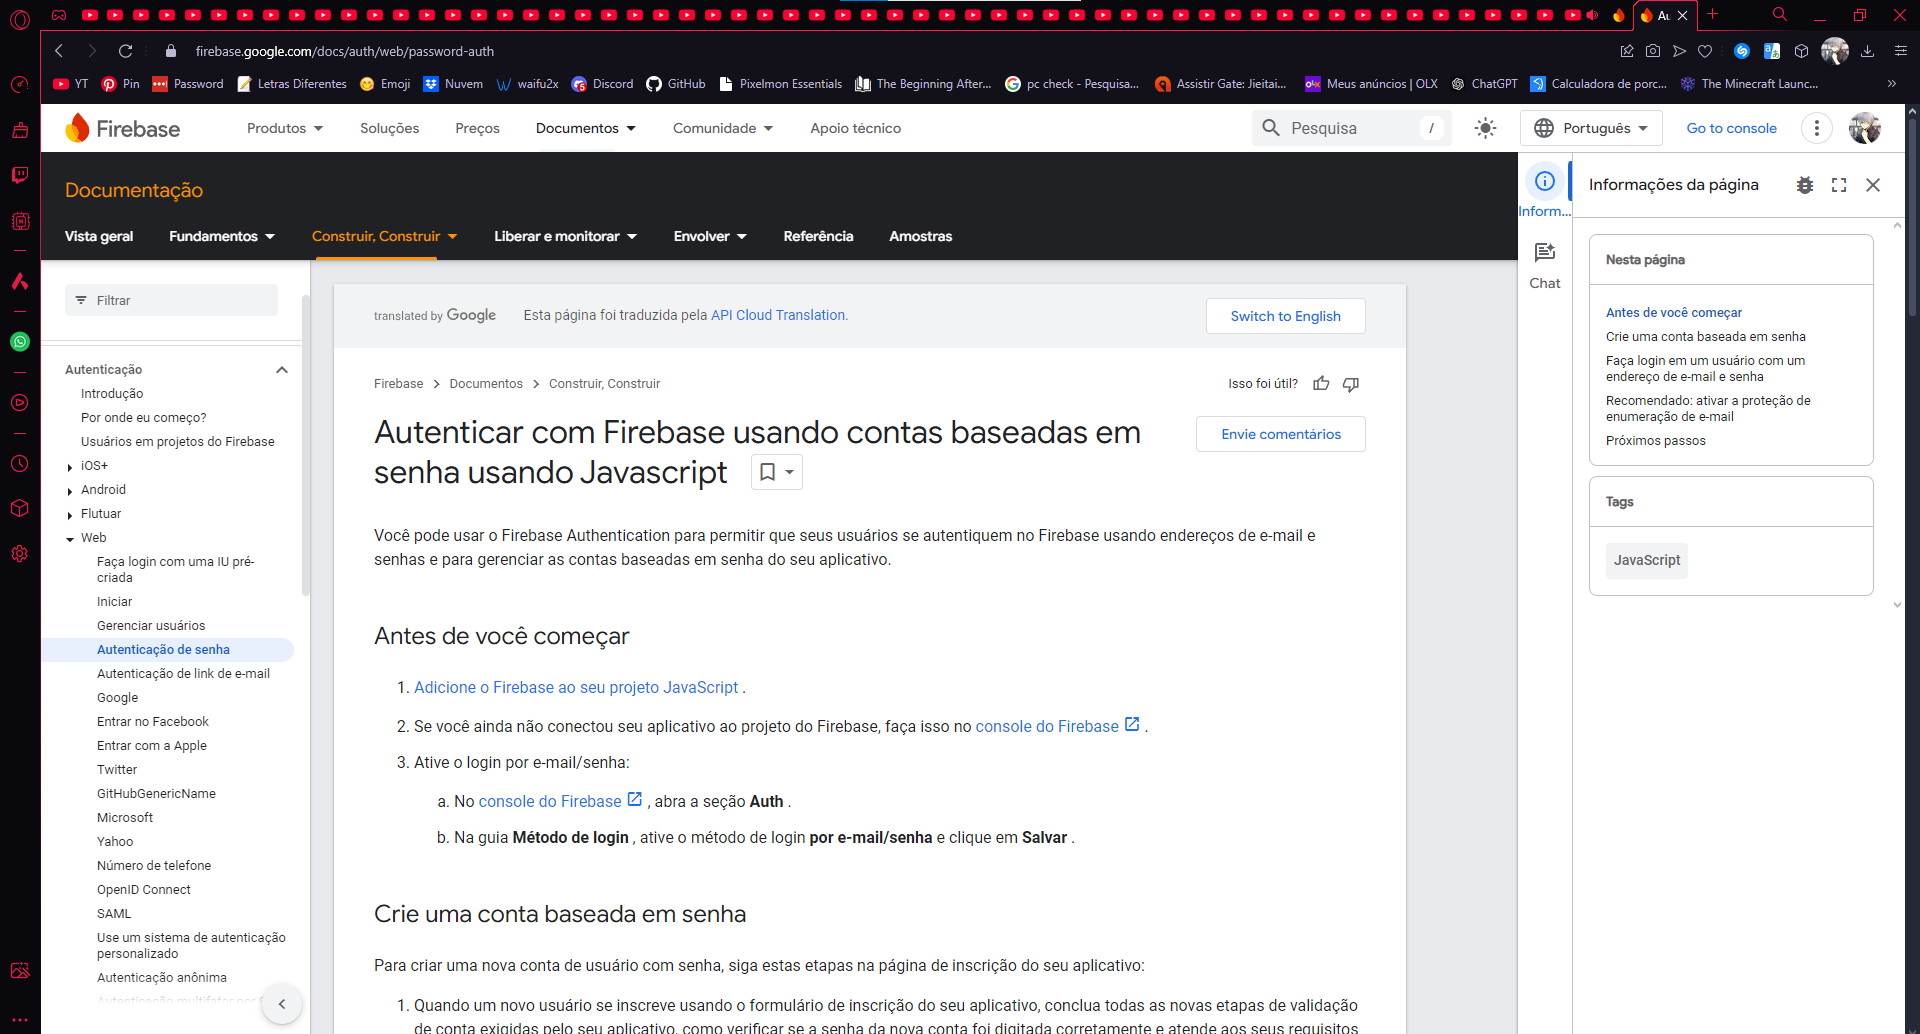 Au
firebase.google.com/docs/auth/web/password-auth
YT
Pin
Password
Letras Diferentes
Emoji
Nuvem
waifu2x
Discord
GitHub
Pixelmon Essentials
The Beginning After...
pc check - Pesquisa...
Assistir Gate: Jieitai...
Meus anúncios | OLX
ChatGPT
Calculadora de porc...
The Minecraft Launc...
»
Firebase
Produtos
Soluções
Preços
Documentos
Comunidade
Apoio técnico
Pesquisa
/
Português
Go to console
Documentação
Vista geral
Fundamentos
Construir, Construir
Liberar e monitorar
Envolver
Referência
Amostras
Filtrar
Autenticação
Introdução
Por onde eu começo?
Usuários em projetos do Firebase
iOS+
Android
Flutuar
Web
Faça login com uma IU pré-
criada
Iniciar
Gerenciar usuários
Autenticação de senha
Autenticação de link de e-mail
Google
Entrar no Facebook
Entrar com a Apple
Twitter
GitHubGenericName
Microsoft
Yahoo
Número de telefone
OpenID Connect
SAML
Use um sistema de autenticação
personalizado
Autenticação anônima
translated by Google
Esta página foi traduzida pela API Cloud Translation.
Switch to English
Firebase
Documentos
Construir, Construir
Isso foi útil?
Autenticar com Firebase usando contas baseadas em
senha usando Javascript
Envie comentários
Você pode usar o Firebase Authentication para permitir que seus usuários se autentiquem no Firebase usando endereços de e-mail e
senhas e para gerenciar as contas baseadas em senha do seu aplicativo.
Antes de você começar
1. Adicione o Firebase ao seu projeto JavaScript .
2. Se você ainda não conectou seu aplicativo ao projeto do Firebase, faça isso no console do Firebase .
3. Ative o login por e-mail/senha:
a. No console do Firebase , abra a seção Auth .
b. Na guia Método de login , ative o método de login por e-mail/senha e clique em Salvar .
Crie uma conta baseada em senha
Para criar uma nova conta de usuário com senha, siga estas etapas na página de inscrição do seu aplicativo:
1. Quando um novo usuário se inscreve usando o formulário de inscrição do seu aplicativo, conclua todas as novas etapas de validação
de conta exigidas pelo seu aplicativo, como verificar se a senha da nova conta foi digitada corretamente e atende aos seus requisitos
Inform...
Chat
Informações da página
Nesta página
Antes de você começar
Crie uma conta baseada em senha
Faça login em um usuário com um
endereço de e-mail e senha
Recomendado: ativar a proteção de
enumeração de e-mail
Próximos passos
Tags
JavaScript